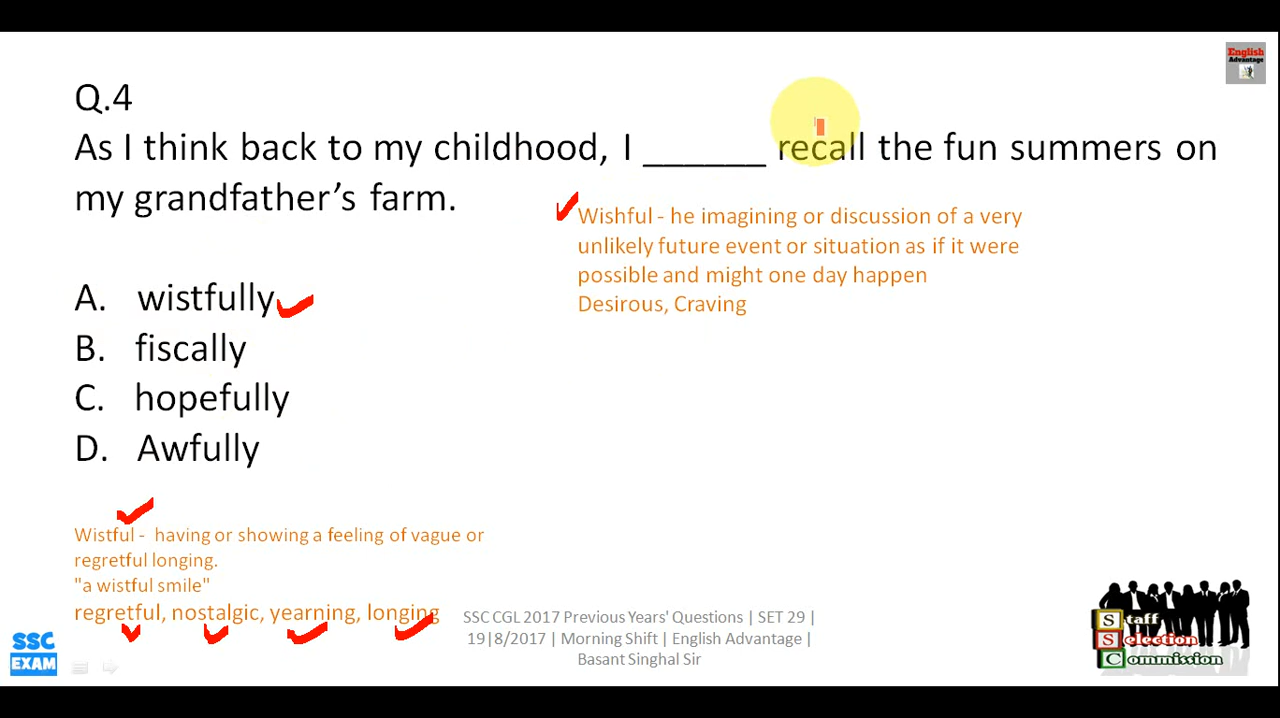 English
Advantage
Q.4
As I think back to my childhood, I ______ recall the fun summers on
my grandfather's farm.
Wishful - he imagining or discussion of a very
unlikely future event or situation as if it were
possible and might one day happen
Desirous, Craving
A. wistfully
B. fiscally
C. hopefully
D. Awfully
Wistful - having or showing a feeling of vague or
regretful longing.
"a wistful smile"
regretful, nostalgic, yearning, longing
SSC CGL 2017 Previous Years' Questions | SET 29 |
19|8/2017 | Morning Shift | English Advantage |
Basant Singhal Sir
SSC
EXAM
Staff
Selection
Commission